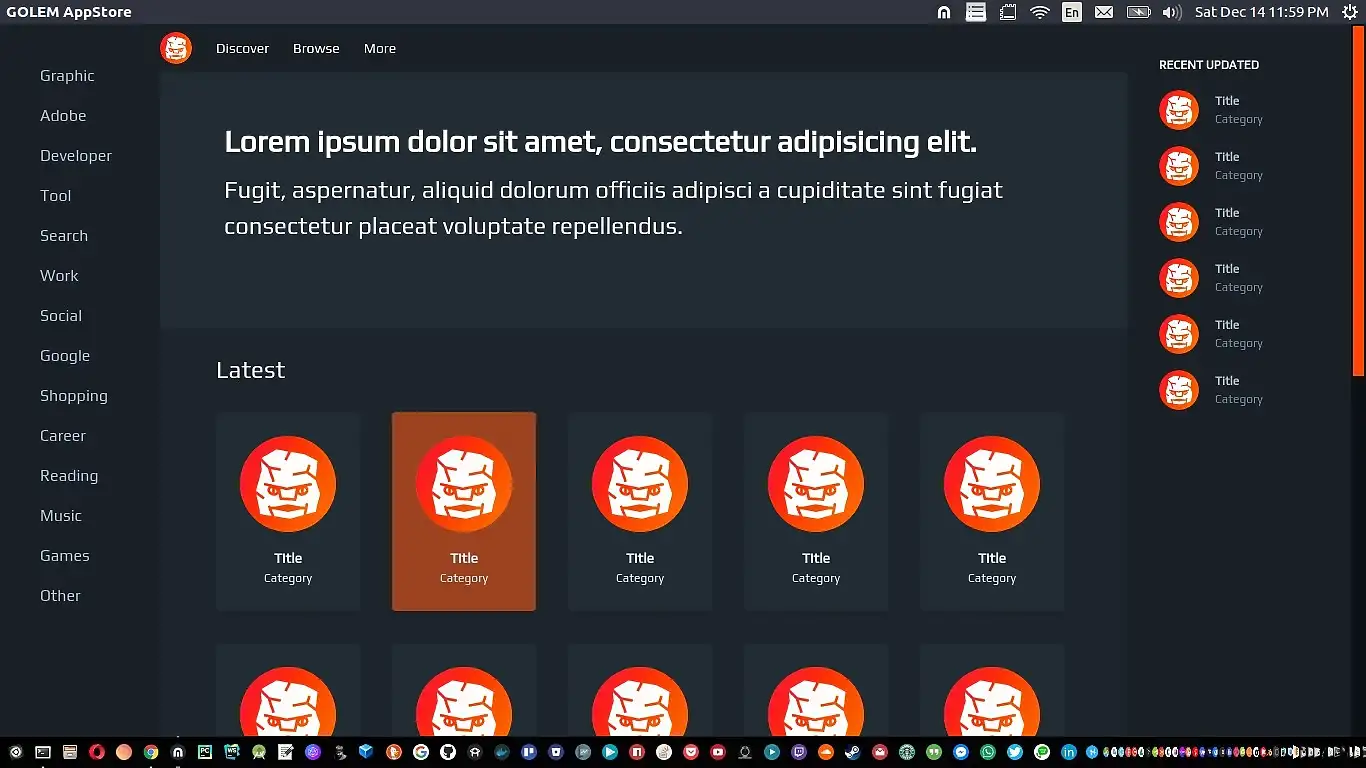 GOLEM AppStore
En
Sat Dec 14 11:59 PM
Discover
Browse
More
Graphic
Adobe
Developer
Tool
Search
Work
Social
Google
Shopping
Career
Reading
Music
Games
Other
Lorem ipsum dolor sit amet, consectetur adipisicing elit.
Fugit, aspernatur, aliquid dolorum officiis adipisci a cupiditate sint fugiat
consectetur placeat voluptate repellendus.
Latest
Title
Category
Title
Category
Title
Category
Title
Category
Title
Category
RECENT UPDATED
Title
Category
Title
Category
Title
Category
Title
Category
Title
Category
Title
Category